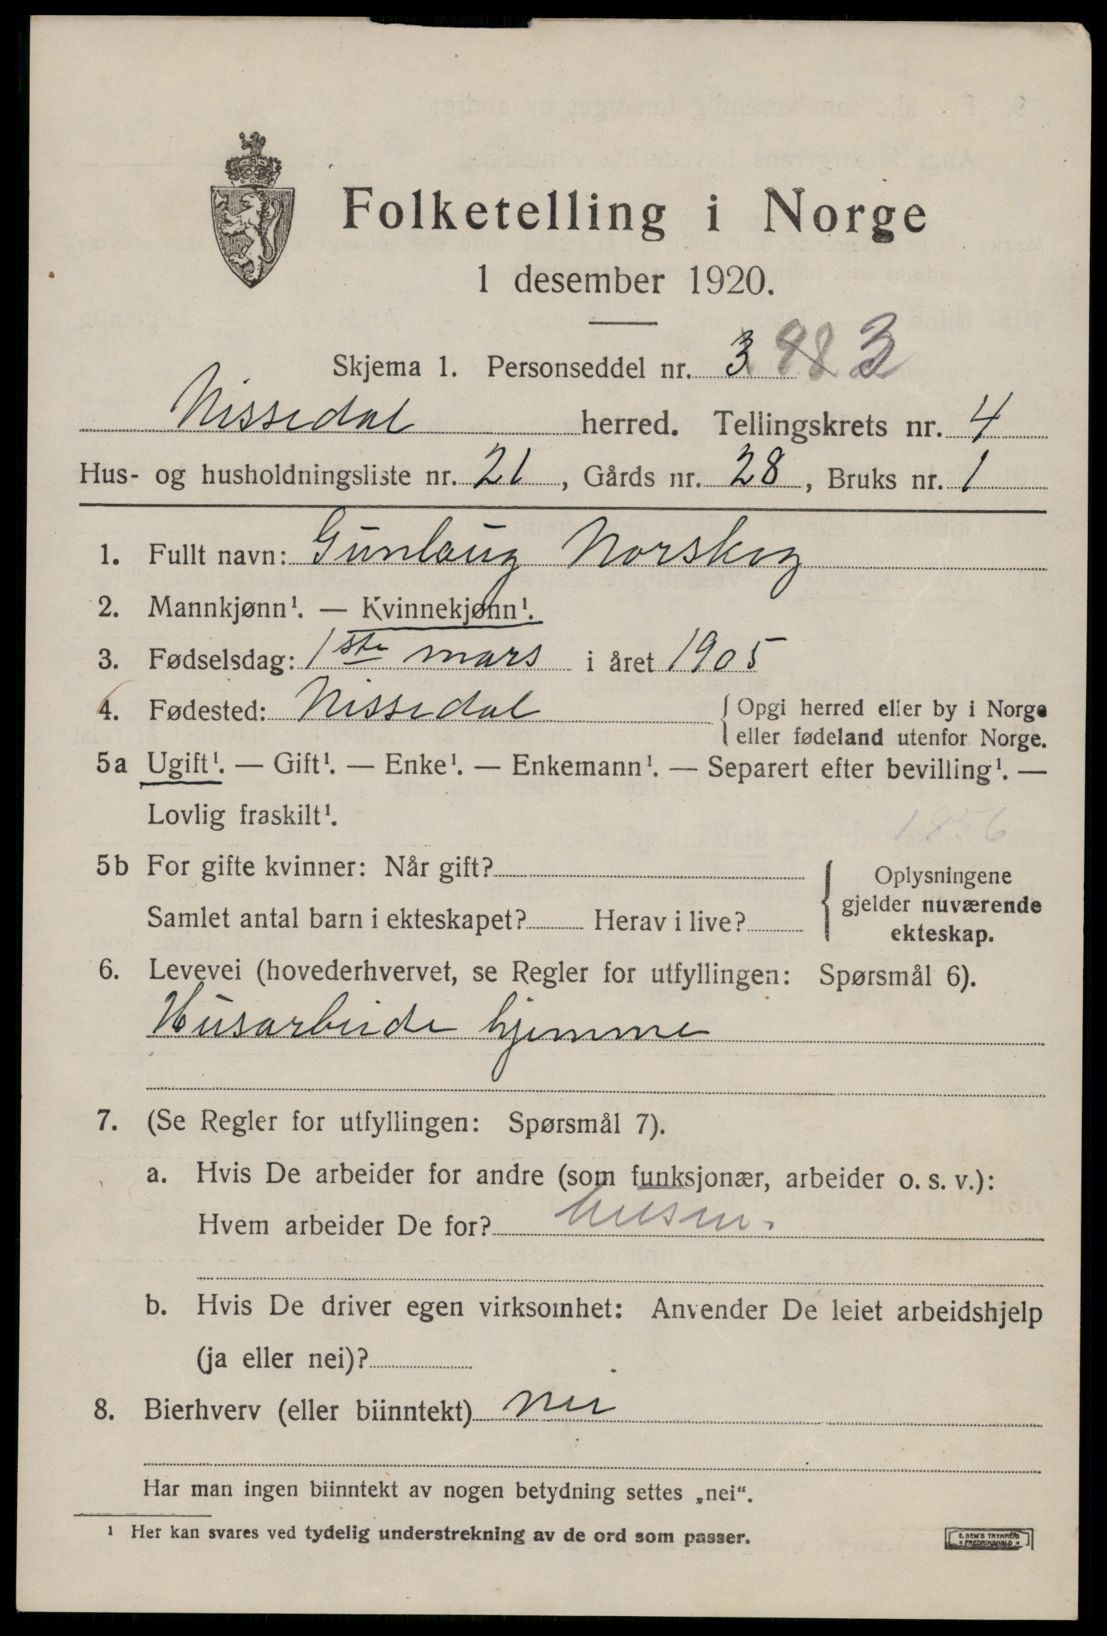 Folketelling i Norge
1 desember 1920.
Skjema 1. Personseddel nr. 3 983
Nissedal herred. Tellingskrets nr. 4
Hus- og husholdningsliste nr. 21, Gårds nr. 28, Bruks nr. 1
1. Fullt navn: Gunlaug Norskog
2. Mannkjønn¹. — Kvinnekjønn¹.
3. Fødselsdag: 1ste mars i året 1905
4. Fødested: Nissedal {Opgi herred eller by i Norge
eller fødeland utenfor Norge.
5a Ugift¹. — Gift¹. — Enke¹. — Enkemann¹. — Separert efter bevilling¹. —
Lovlig fraskilt¹.
1856
5b For gifte kvinner: Når gift? { Oplysningene
gjelder nuværende
Samlet antal barn i ekteskapet? Herav i live?
ekteskap.
6. Levevei (hovederhvervet, se Regler for utfyllingen: Spørsmål 6).
Husarbeide hjemme
7. (Se Regler for utfyllingen: Spørsmål 7).
a. Hvis De arbeider for andre (som funksjonær, arbeider o. s. v.):
Hvem arbeider De for?
b. Hvis De driver egen virksomhet: Anvender De leiet arbeidshjelp
(ja eller nei)?
8. Bierhverv (eller biinntekt) nei
Har man ingen biinntekt av nogen betydning settes „nei“.
¹ Her kan svares ved tydelig understrekning av de ord som passer.
E. SEM'S TRYKKERI
FREDRIKSHALD